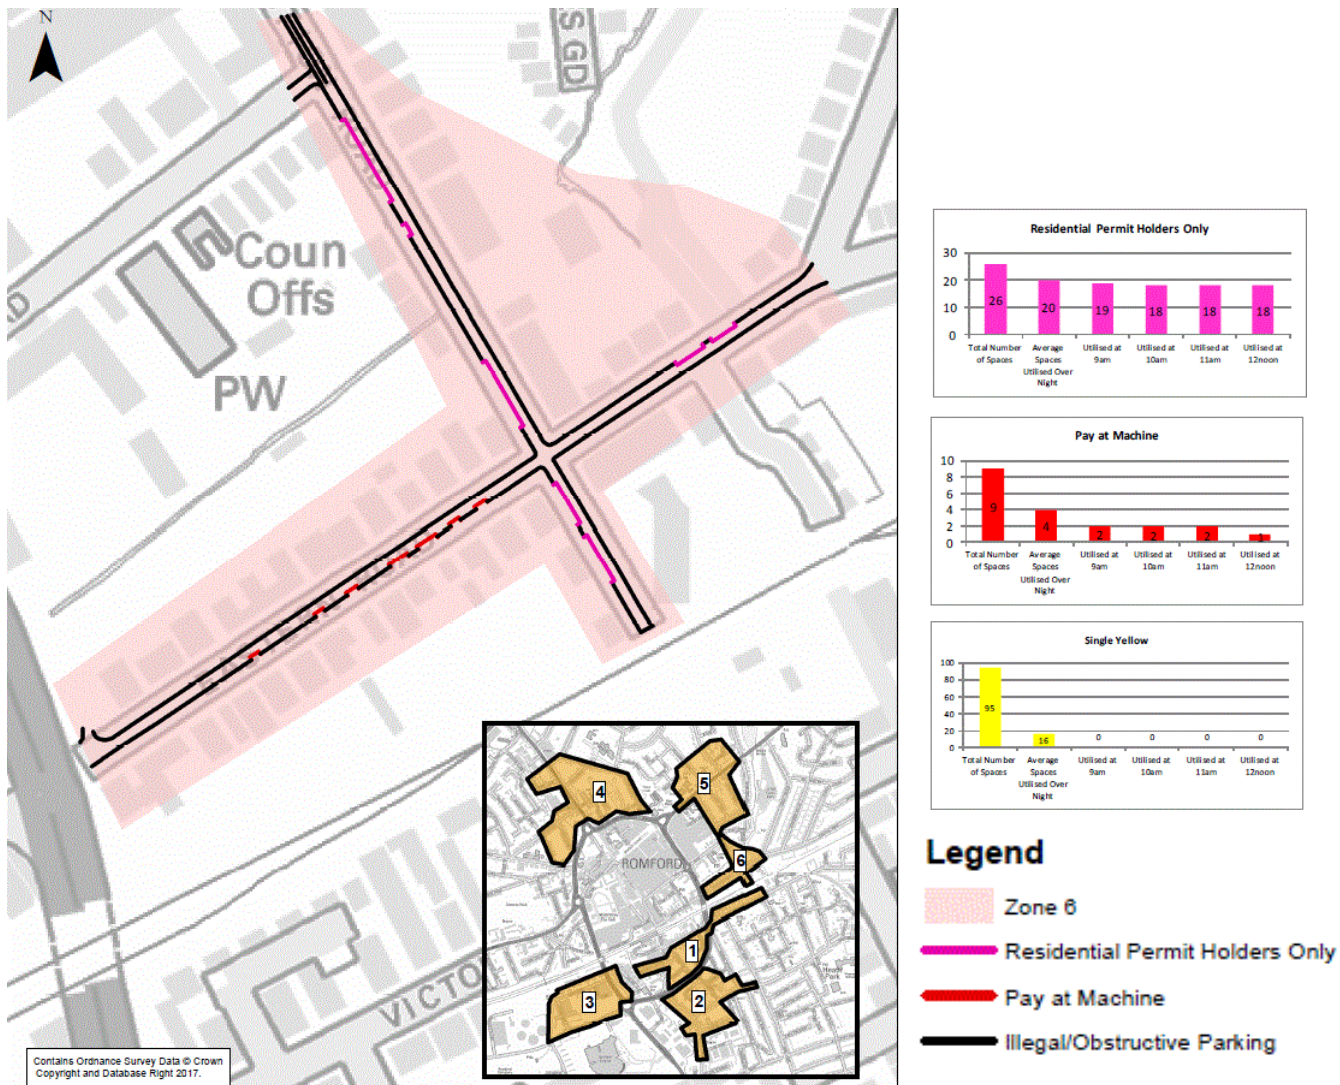 N
S GD
ROAD
Coun
Offs
PW
VICTO
4
5
ROMFORD
6
1
3
2
Contains Ordnance Survey Data © Crown
Copyright and Database Right 2017.
Residential Permit Holders Only
30
20
10
0
26
20
19
18
18
18
Total Number of Spaces
Average Spaces Utilised Over Night
Utilised at 9am
Utilised at 10am
Utilised at 11am
Utilised at 12noon
Pay at Machine
10
8
6
4
2
0
9
4
2
2
2
1
Total Number of Spaces
Average Spaces Utilised Over Night
Utilised at 9am
Utilised at 10am
Utilised at 11am
Utilised at 12noon
Single Yellow
100
80
60
40
20
0
95
16
0
0
0
0
Total Number of Spaces
Average Spaces Utilised Over Night
Utilised at 9am
Utilised at 10am
Utilised at 11am
Utilised at 12noon
Legend
Zone 6
Residential Permit Holders Only
Pay at Machine
Illegal/Obstructive Parking